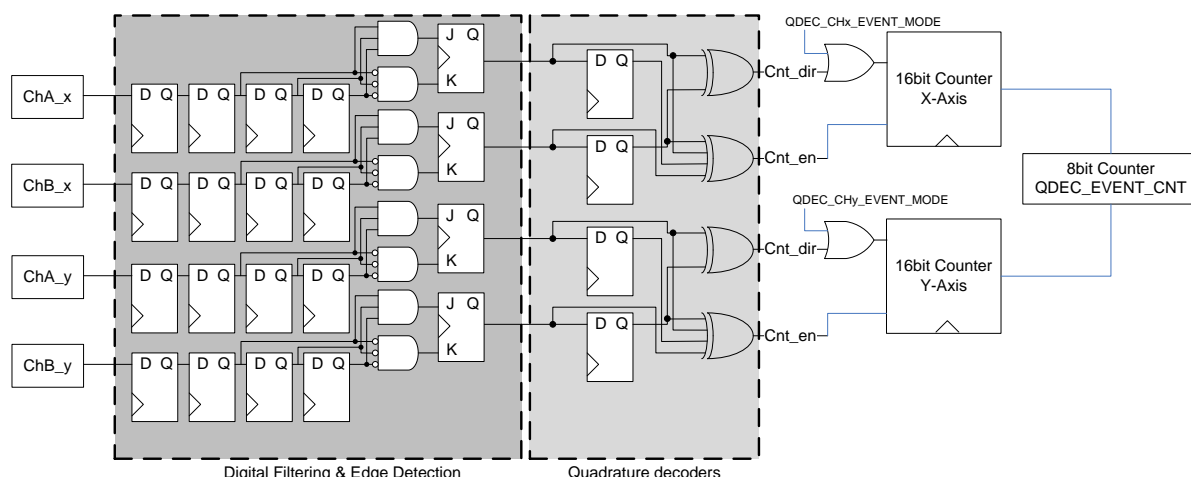 QDEC_CHx_EVENT_MODE
J Q
K
ChA_x
D Q D Q D Q D Q
D Q
Cnt_dir
16bit Counter
X-Axis
J Q
K
ChB_x
D Q D Q D Q D Q
D Q
Cnt_en
8bit Counter
QDEC_EVENT_CNT
QDEC_CHy_EVENT_MODE
J Q
K
ChA_y
D Q D Q D Q D Q
D Q
Cnt_dir
16bit Counter
Y-Axis
J Q
K
ChB_y
D Q D Q D Q D Q
D Q
Cnt_en
Digital Filtering & Edge Detection
Quadrature decoders